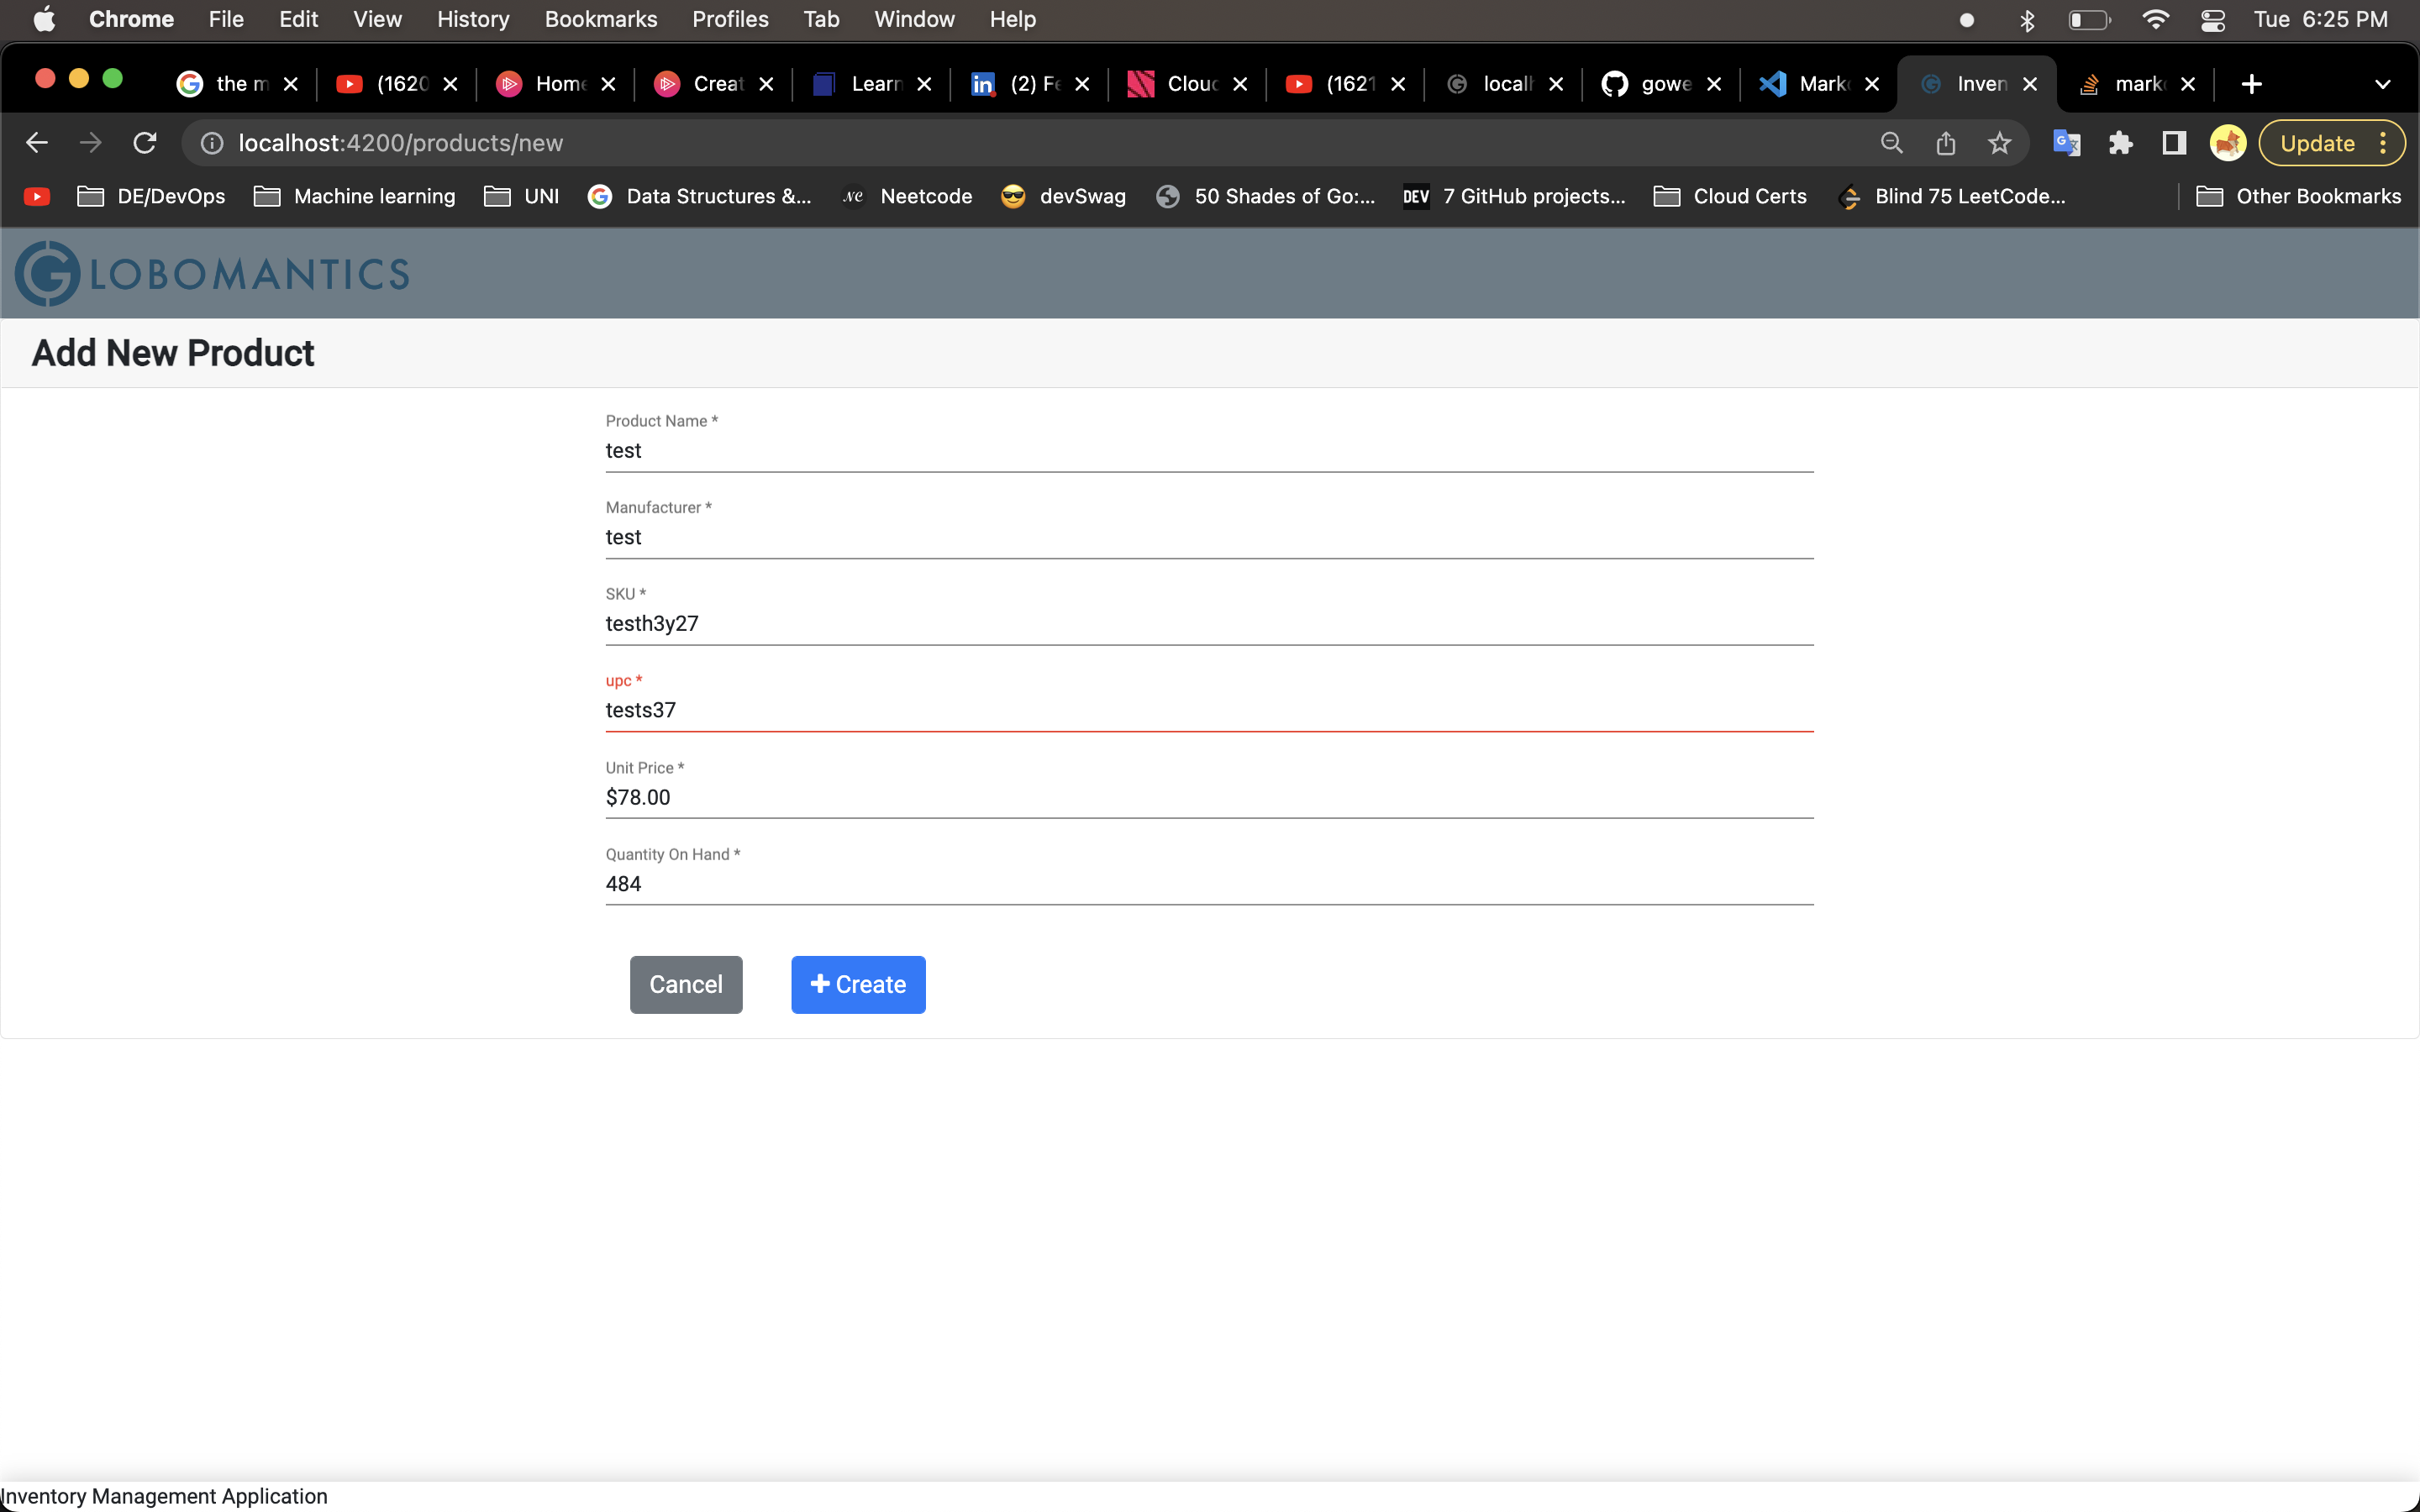 Chrome File Edit View History Bookmarks Profiles Tab Window Help Tue 6:25 PM
the m (1620 Home Creat Learn in (2) Fe Cloud (1621 localh gowe Mark Inven mark
localhost:4200/products/new Update
DE/DevOps Machine learning UNI Data Structures &... NC Neetcode devSwag 50 Shades of Go:... DEV 7 GitHub projects... Cloud Certs Blind 75 LeetCode... Other Bookmarks
GLOBOMANTICS
Add New Product
Product Name *
test
Manufacturer *
test
SKU *
testh3y27
upc *
tests37
Unit Price *
$78.00
Quantity On Hand *
484
Cancel + Create
Inventory Management Application